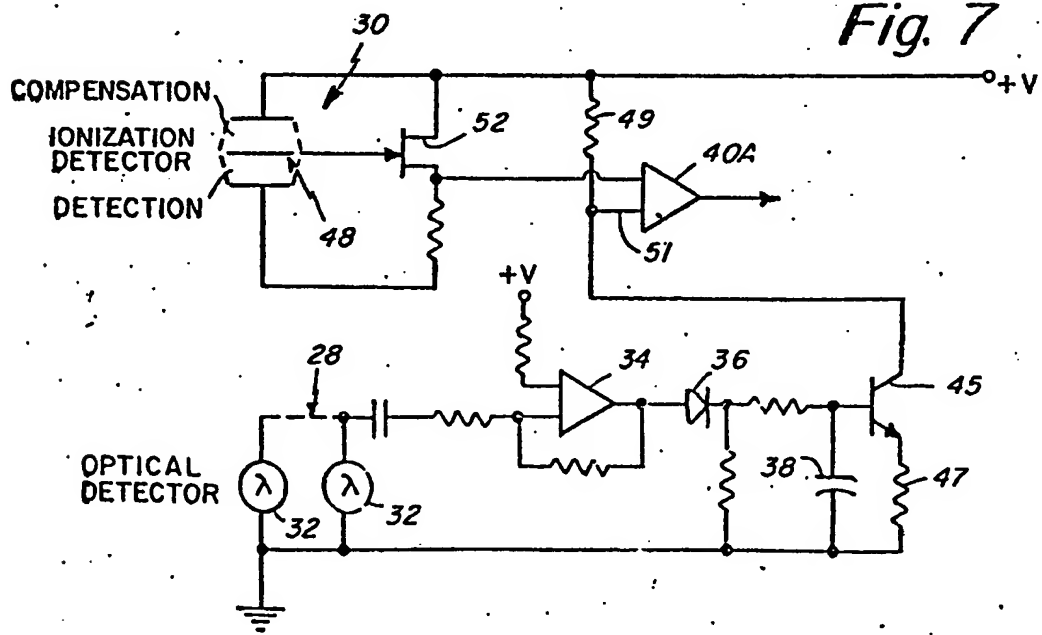 Fig. 7
30
+V
COMPENSATION
52
49
40A
IONIZATION
DETECTOR
DETECTION
48
51
+V
28
34
36
45
OPTICAL
DETECTOR
λ
λ
38
47
32
32